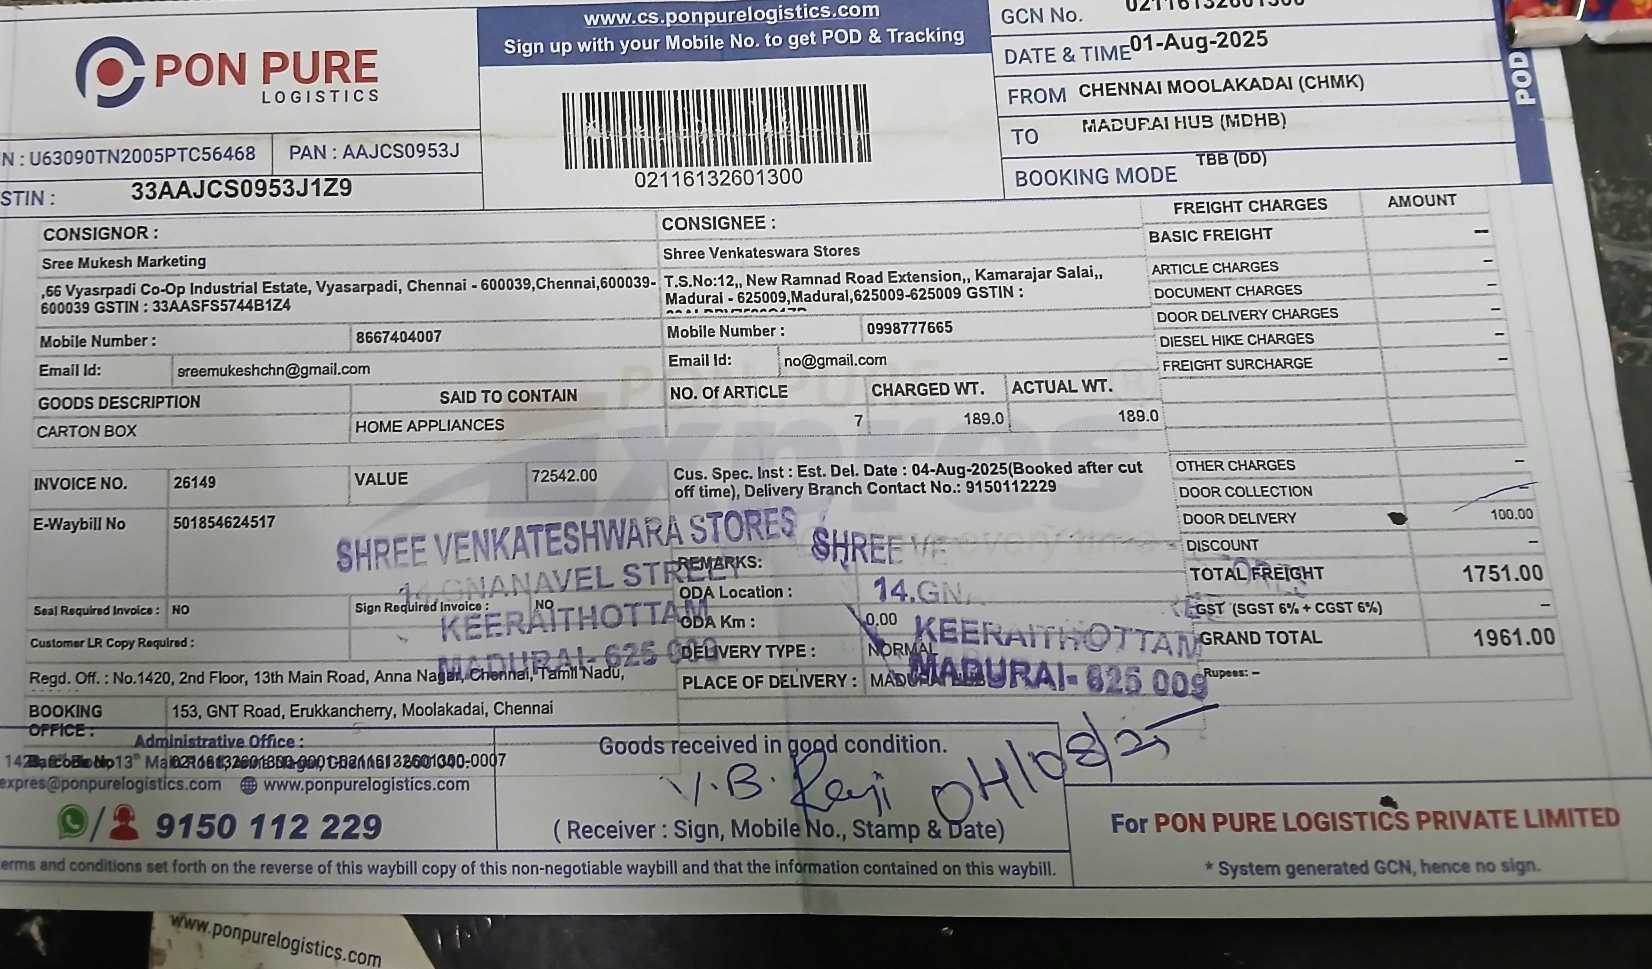 PON PURE
LOGISTICS
www.cs.ponpurelogistics.com
Sign up with your Mobile No. to get POD & Tracking
02116132601300
GCN No.
DATE & TIME 01-Aug-2025
FROM CHENNAI MOOLAKADAI (CHMK)
TO MADURAI HUB (MDHB)
BOOKING MODE TBB (DD)
POD
N : U63090TN2005PTC56468 PAN : AAJCS0953J
STIN : 33AAJCS0953J1Z9
CONSIGNOR :
Sree Mukesh Marketing
,66 Vyasrpadi Co-Op Industrial Estate, Vyasarpadi, Chennai - 600039,Chennai,600039-
600039 GSTIN : 33AASFS5744B1Z4
Mobile Number : 8667404007
Email Id: sreemukeshchn@gmail.com
CONSIGNEE :
Shree Venkateswara Stores
T.S.No:12,, New Ramnad Road Extension,, Kamarajar Salai,,
Madurai - 625009,Madurai,625009-625009 GSTIN :
Mobile Number : 0998777665
Email Id: no@gmail.com
GOODS DESCRIPTION SAID TO CONTAIN NO. Of ARTICLE CHARGED WT. ACTUAL WT.
CARTON BOX HOME APPLIANCES 7 189.0 189.0
FREIGHT CHARGES AMOUNT
BASIC FREIGHT –
ARTICLE CHARGES –
DOCUMENT CHARGES –
DOOR DELIVERY CHARGES –
DIESEL HIKE CHARGES –
FREIGHT SURCHARGE –
OTHER CHARGES –
DOOR COLLECTION –
DOOR DELIVERY 100.00
DISCOUNT –
TOTAL FREIGHT 1751.00
GST (SGST 6% + CGST 6%) –
GRAND TOTAL 1961.00
Rupees: –
INVOICE NO. 26149 VALUE 72542.00
Cus. Spec. Inst : Est. Del. Date : 04-Aug-2025(Booked after cut
off time), Delivery Branch Contact No.: 9150112229
E-Waybill No 501854624517
REMARKS:
ODA Location :
ODA Km : 0.00
DELIVERY TYPE : NORMAL
PLACE OF DELIVERY :
Seal Required Invoice : NO Sign Required Invoice : NO
Customer LR Copy Required :
SHREE VENKATESHWARA STORES
14.GNANAVEL STREET
KEERAITHOTTAM
MADURAI- 625 009
SHREE VE
14.GNA
KEERAITHOTTAM
MADURAI- 625 009
Regd. Off. : No.1420, 2nd Floor, 13th Main Road, Anna Nagar, Chennai, Tamil Nadu,
BOOKING
OFFICE :
153, GNT Road, Erukkancherry, Moolakadai, Chennai
Administrative Office :
expres@ponpurelogistics.com www.ponpurelogistics.com
9150 112 229
Goods received in good condition.
04/08/25
( Receiver : Sign, Mobile No., Stamp & Date)
For PON PURE LOGISTICS PRIVATE LIMITED
* System generated GCN, hence no sign.
erms and conditions set forth on the reverse of this waybill copy of this non-negotiable waybill and that the information contained on this waybill.
www.ponpurelogistics.com